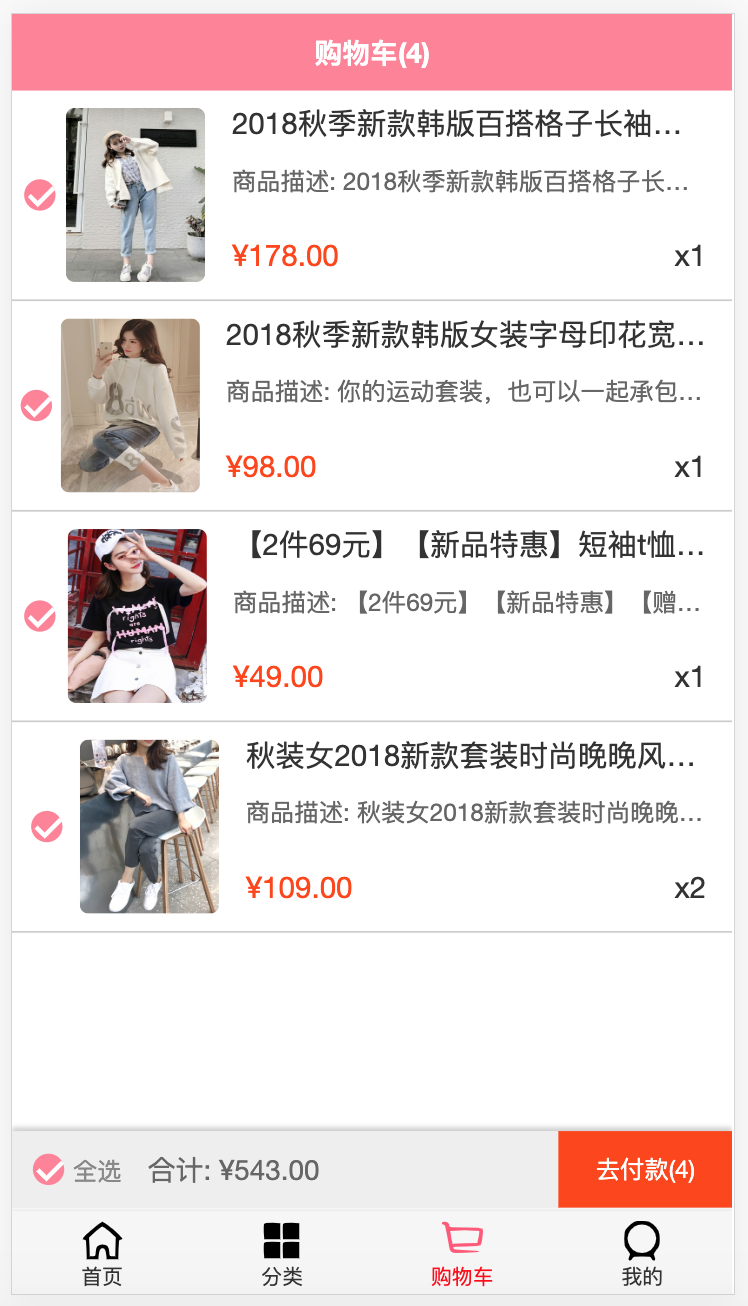 购物车(4)
2018秋季新款韩版百搭格子长袖…
商品描述: 2018秋季新款韩版百搭格子长…
¥178.00
x1
2018秋季新款韩版女装字母印花宽…
商品描述: 你的运动套装，也可以一起承包…
¥98.00
x1
【2件69元】【新品特惠】短袖t恤…
商品描述: 【2件69元】【新品特惠】【赠…
rights
are
HUMAN
rights
¥49.00
x1
秋装女2018新款套装时尚晚晚风…
商品描述: 秋装女2018新款套装时尚晚晚…
¥109.00
x2
全选 合计: ¥543.00 去付款(4)
首页 分类 购物车 我的